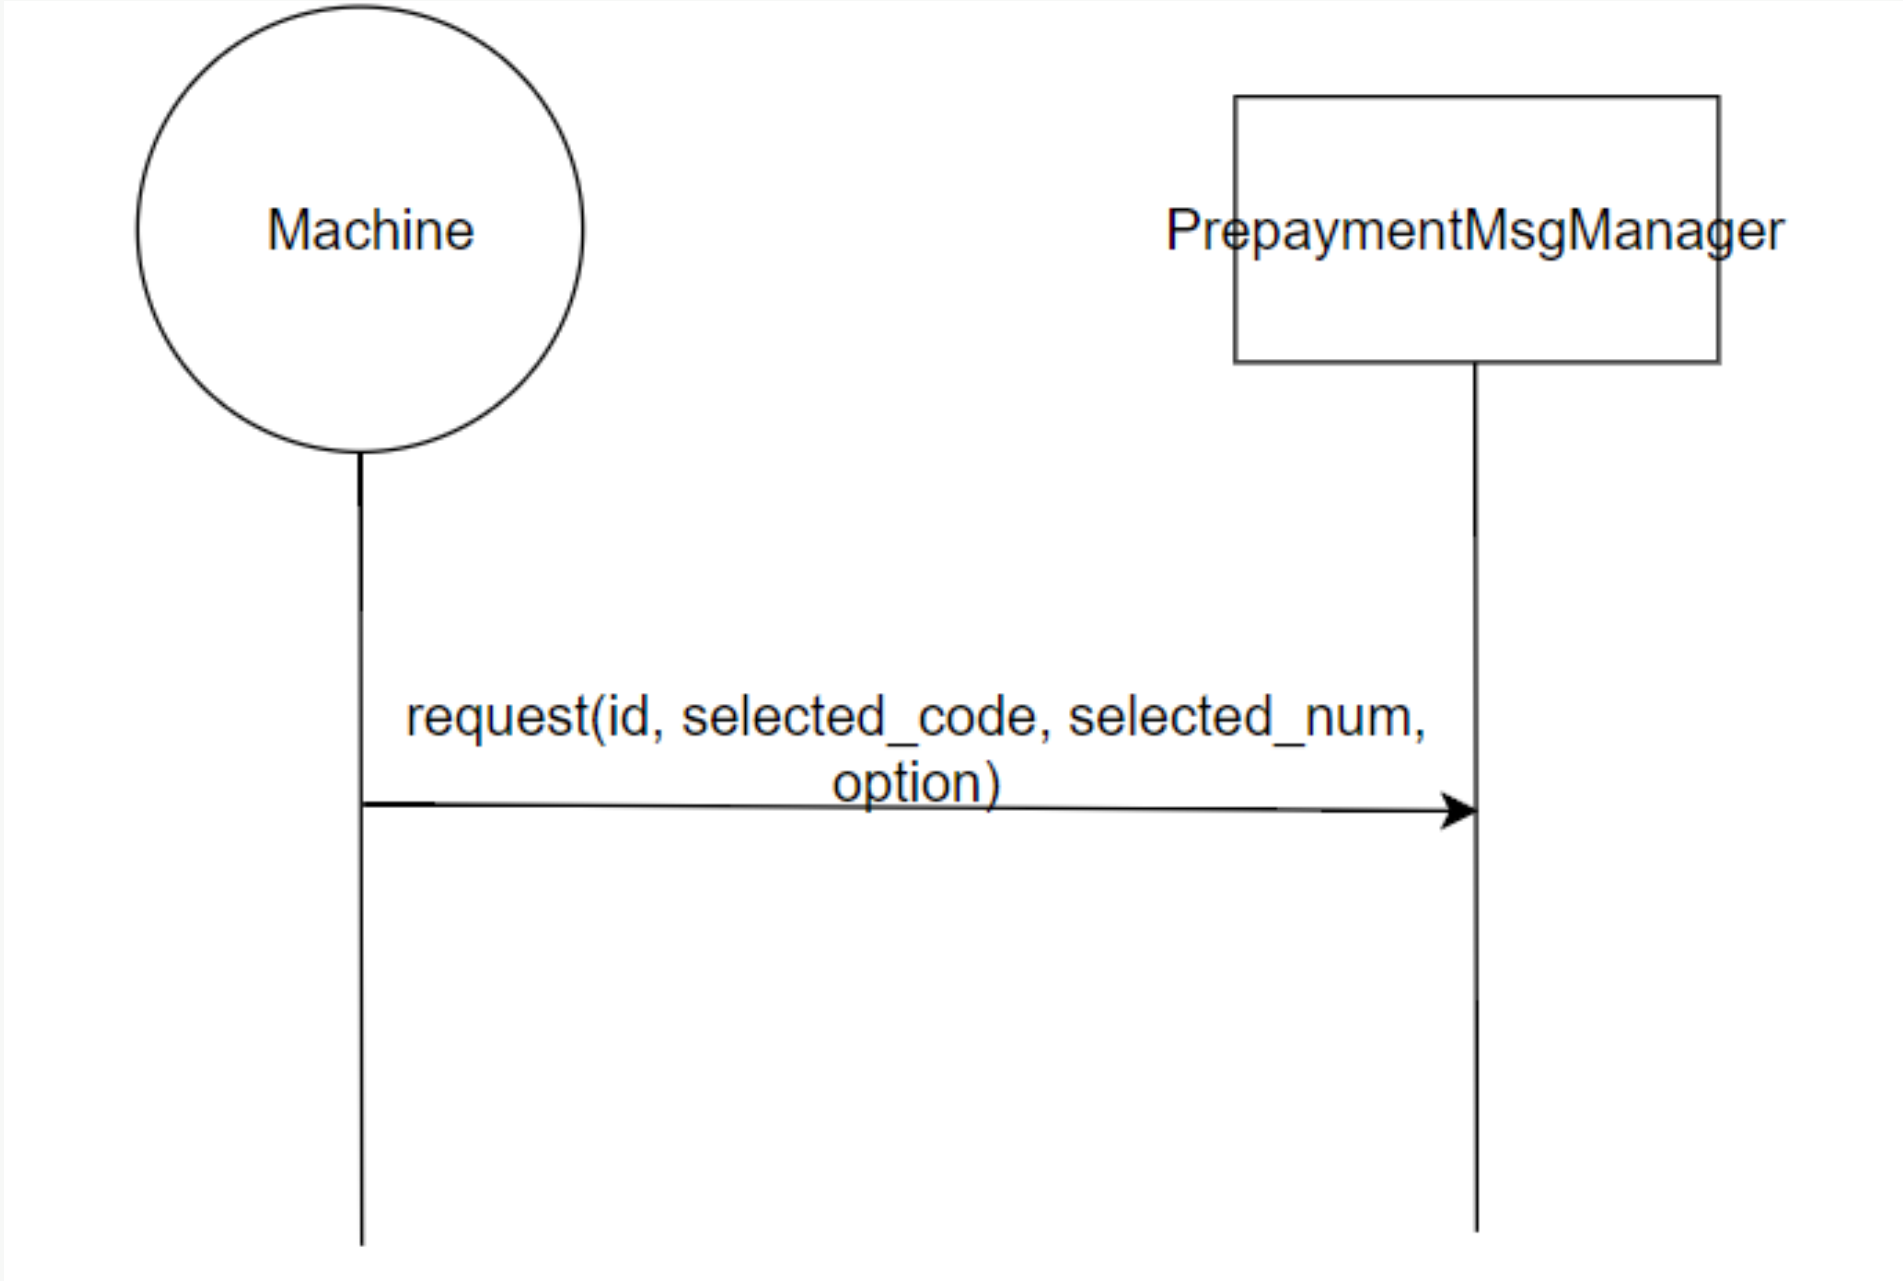 Machine
PrepaymentMsgManager
request(id, selected_code, selected_num,
option)